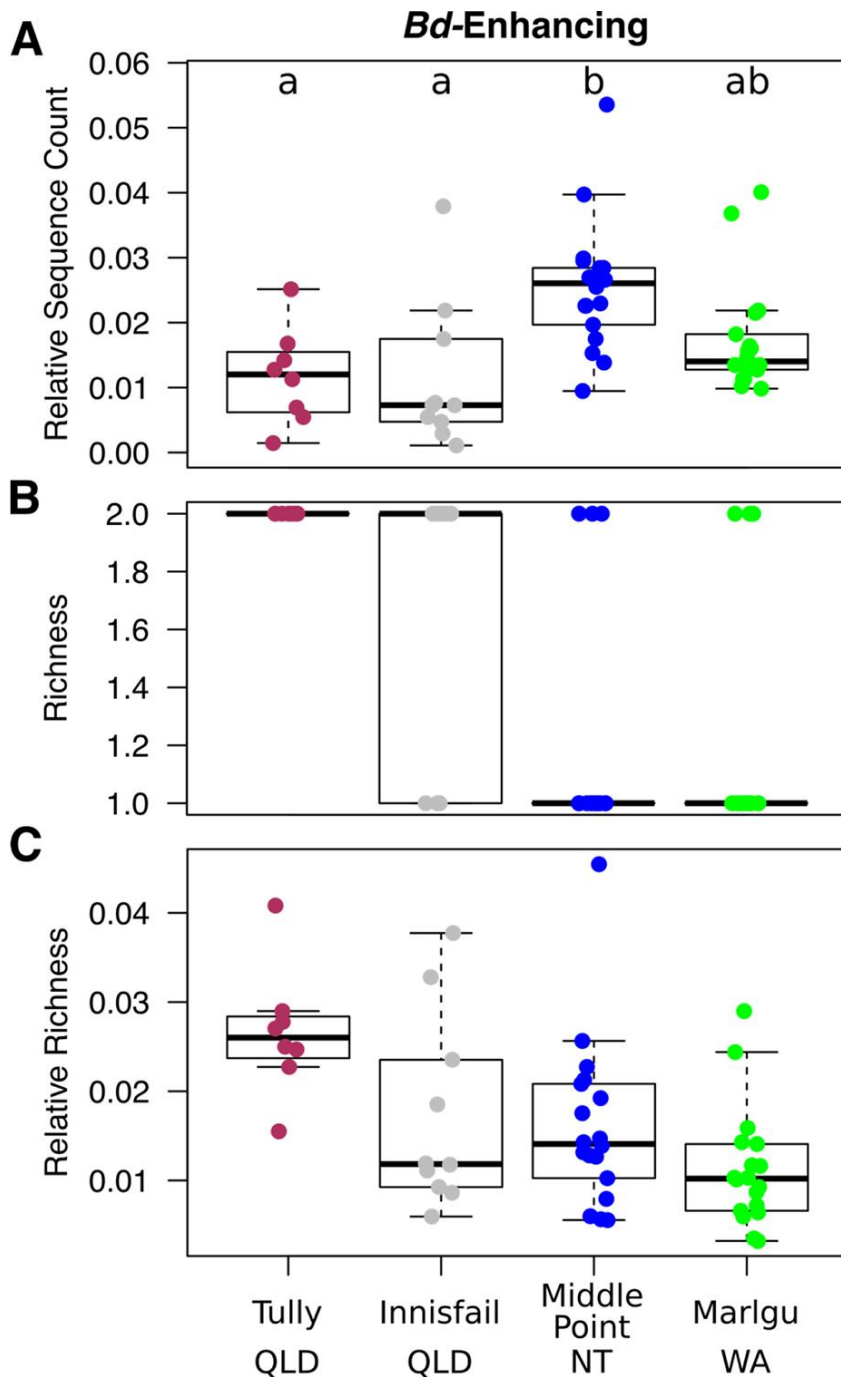 Bd-Enhancing
A
a a b ab
Relative Sequence Count
0.06
0.05
0.04
0.03
0.02
0.01
0.00
B
Richness
2.0
1.8
1.6
1.4
1.2
1.0
C
Relative Richness
0.04
0.03
0.02
0.01
Tully Innisfail Middle Point Marlgu
QLD QLD NT WA